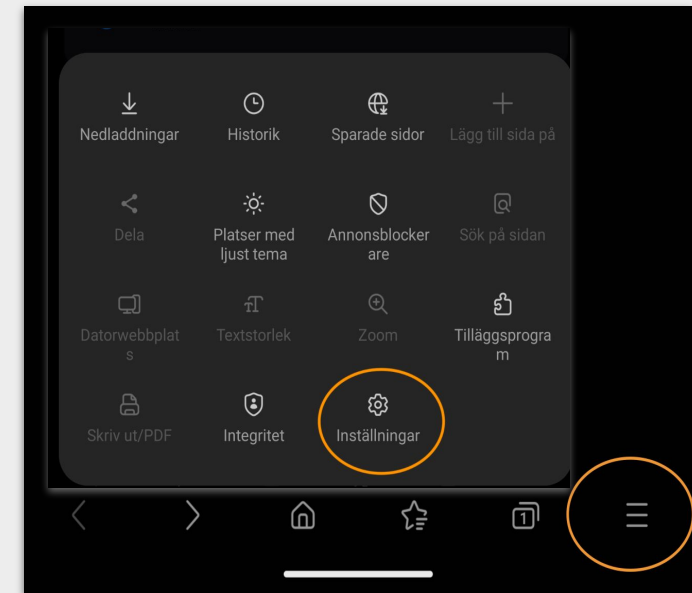 Nedladdningar
Historik
Sparade sidor
Lägg till sida på
Dela
Platser med
ljust tema
Annonsblocker
are
Sök på sidan
Datorwebbplat
s
Textstorlek
Zoom
Tilläggsprogra
m
Skriv ut/PDF
Integritet
Inställningar
1